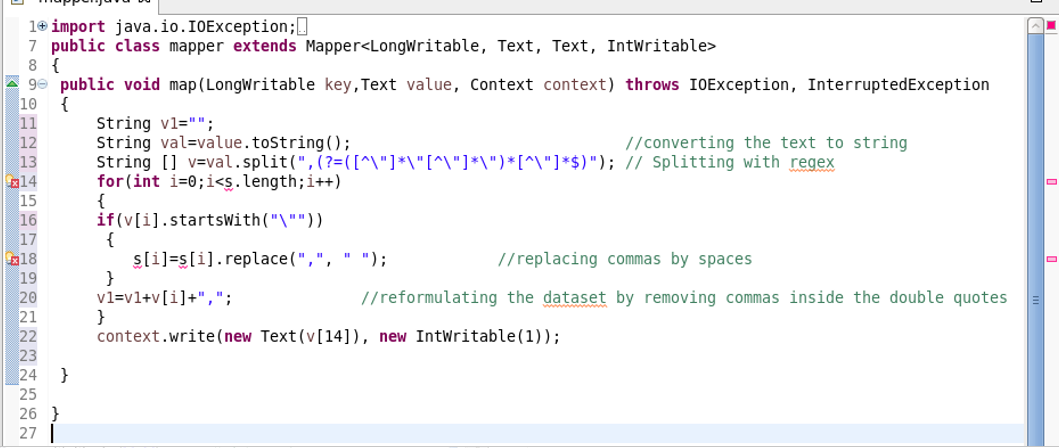 mapper.java
1 import java.io.IOException;
7 public class mapper extends Mapper<LongWritable, Text, Text, IntWritable>
8 {
9 public void map(LongWritable key,Text value, Context context) throws IOException, InterruptedException
10 {
11 String v1="";
12 String val=value.toString(); //converting the text to string
13 String [] v=val.split(",(?=([^\"]*\"[^\"]*\")*[^\"]*$)"); // Splitting with regex
14 for(int i=0;i<s.length;i++)
15 {
16 if(v[i].startsWith("\""))
17 {
18 s[i]=s[i].replace(",", " "); //replacing commas by spaces
19 }
20 v1=v1+v[i]+","; //reformulating the dataset by removing commas inside the double quotes
21 }
22 context.write(new Text(v[14]), new IntWritable(1));
23
24 }
25
26 }
27